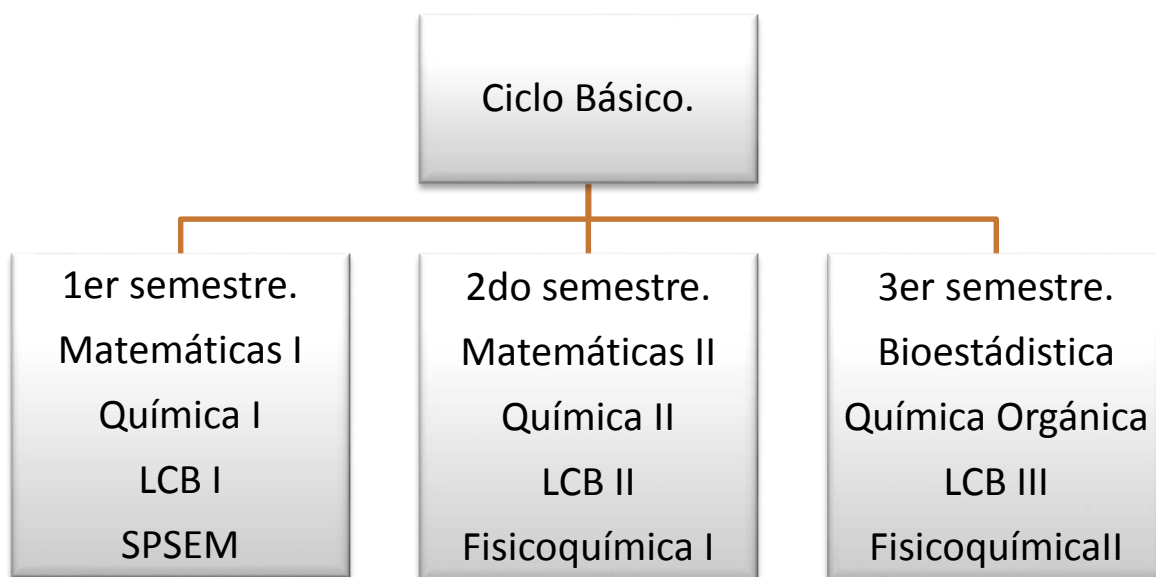 Ciclo Básico.
1er semestre.
Matemáticas I
Química I
LCB I
SPSEM
2do semestre.
Matemáticas II
Química II
LCB II
Fisicoquímica I
3er semestre.
Bioestádistica
Química Orgánica
LCB III
FisicoquímicaII